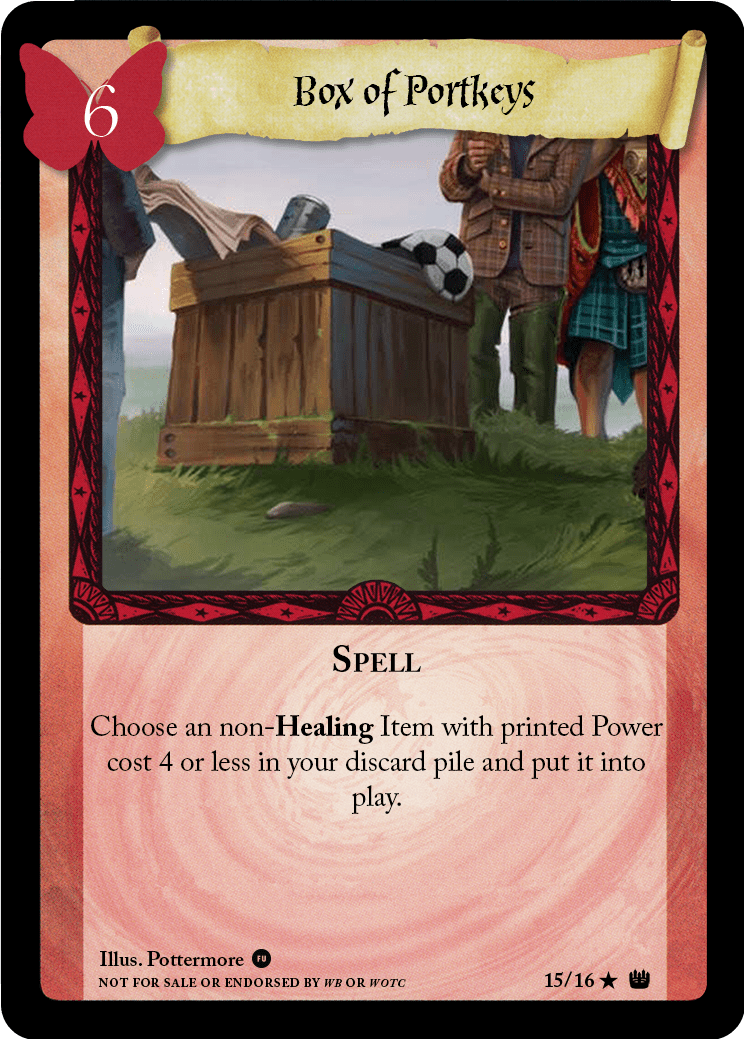 6
Box of Portkeys
SPELL
Choose an non-Healing Item with printed Power
cost 4 or less in your discard pile and put it into
play.
Illus. Pottermore FU
NOT FOR SALE OR ENDORSED BY WB OR WOTC
15/16 ★